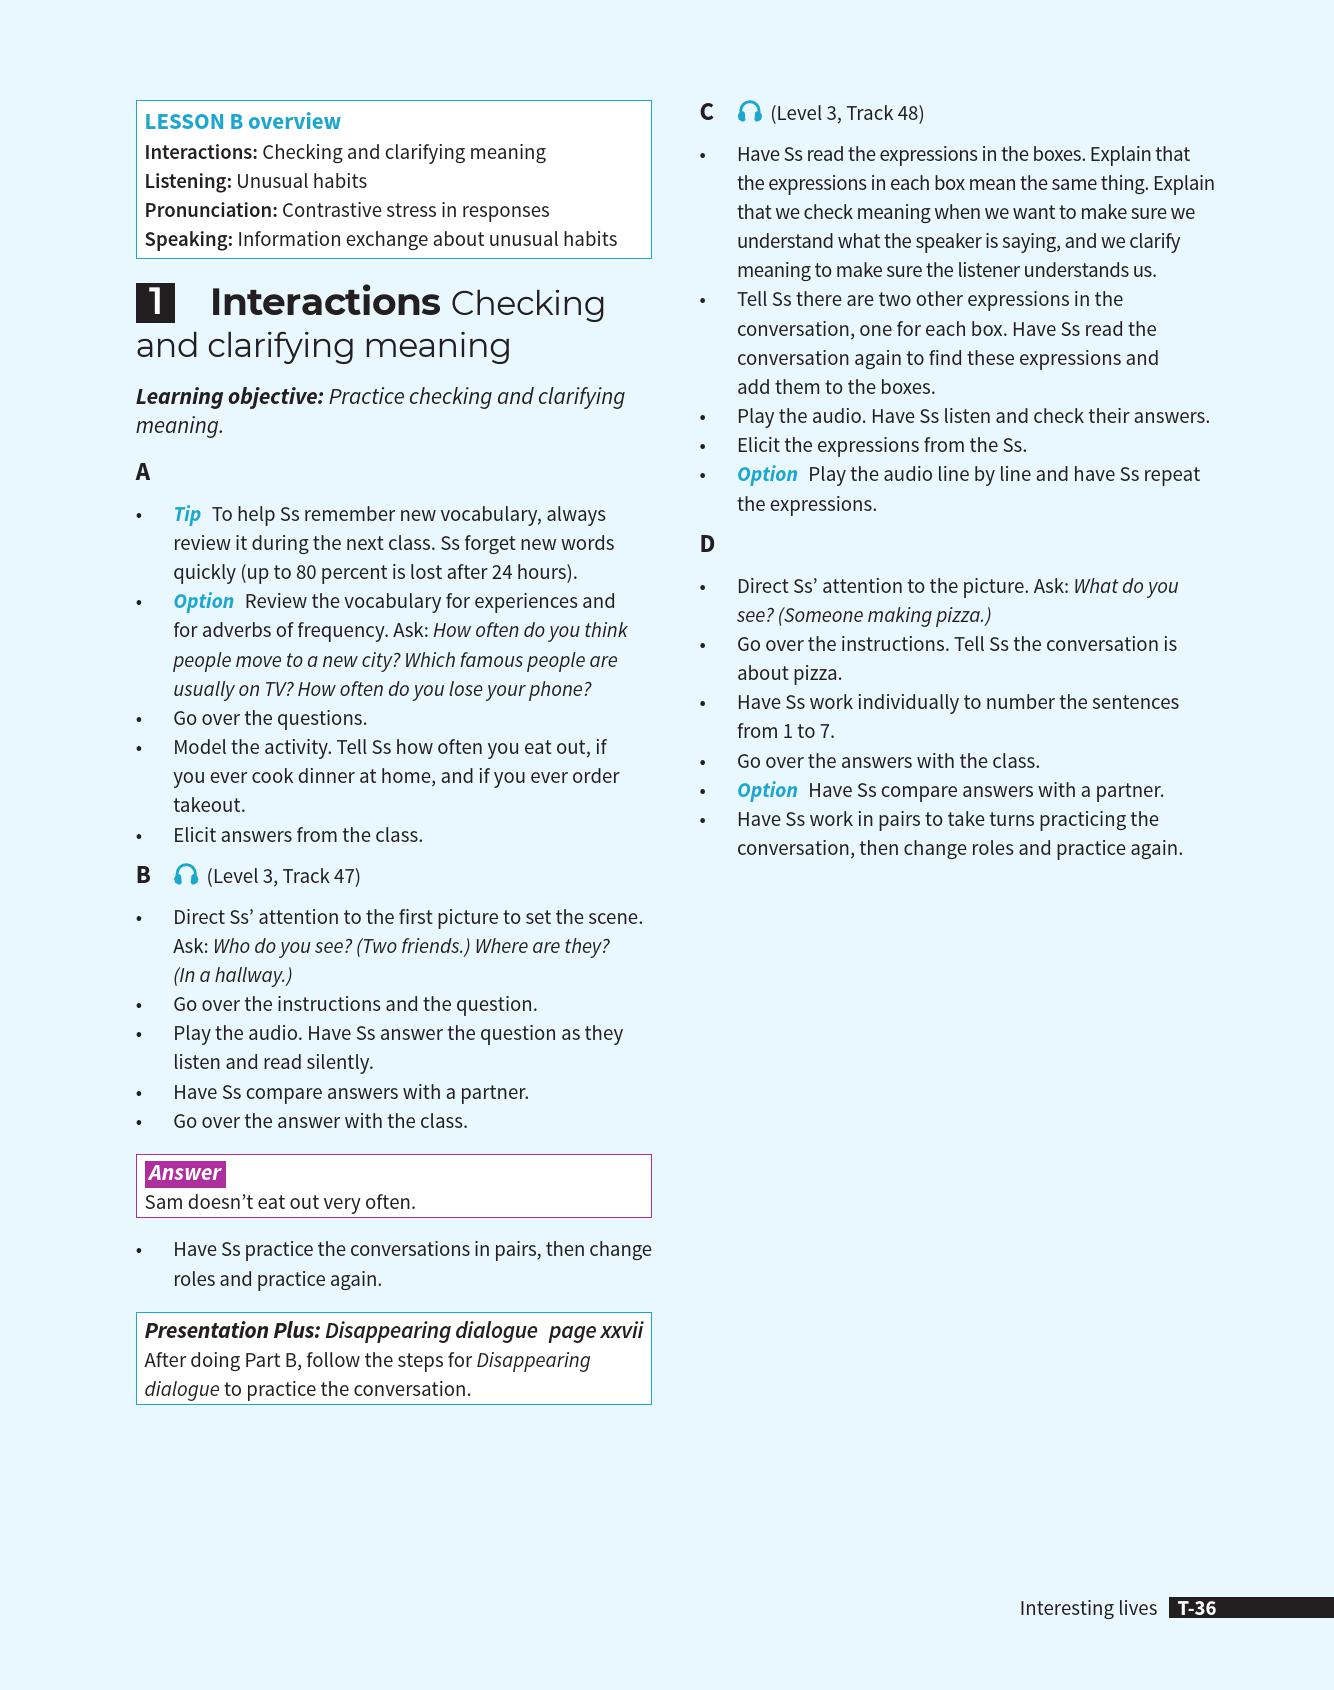 LESSON B overview
Interactions: Checking and clarifying meaning
Listening: Unusual habits
Pronunciation: Contrastive stress in responses
Speaking: Information exchange about unusual habits
1 Interactions Checking
and clarifying meaning
Learning objective: Practice checking and clarifying
meaning.
A
• Tip To help Ss remember new vocabulary, always
review it during the next class. Ss forget new words
quickly (up to 80 percent is lost after 24 hours).
• Option Review the vocabulary for experiences and
for adverbs of frequency. Ask: How often do you think
people move to a new city? Which famous people are
usually on TV? How often do you lose your phone?
• Go over the questions.
• Model the activity. Tell Ss how often you eat out, if
you ever cook dinner at home, and if you ever order
takeout.
• Elicit answers from the class.
B (Level 3, Track 47)
• Direct Ss’ attention to the first picture to set the scene.
Ask: Who do you see? (Two friends.) Where are they?
(In a hallway.)
• Go over the instructions and the question.
• Play the audio. Have Ss answer the question as they
listen and read silently.
• Have Ss compare answers with a partner.
• Go over the answer with the class.
Answer
Sam doesn’t eat out very often.
• Have Ss practice the conversations in pairs, then change
roles and practice again.
Presentation Plus: Disappearing dialogue page xxvii
After doing Part B, follow the steps for Disappearing
dialogue to practice the conversation.
C (Level 3, Track 48)
• Have Ss read the expressions in the boxes. Explain that
the expressions in each box mean the same thing. Explain
that we check meaning when we want to make sure we
understand what the speaker is saying, and we clarify
meaning to make sure the listener understands us.
• Tell Ss there are two other expressions in the
conversation, one for each box. Have Ss read the
conversation again to find these expressions and
add them to the boxes.
• Play the audio. Have Ss listen and check their answers.
• Elicit the expressions from the Ss.
• Option Play the audio line by line and have Ss repeat
the expressions.
D
• Direct Ss’ attention to the picture. Ask: What do you
see? (Someone making pizza.)
• Go over the instructions. Tell Ss the conversation is
about pizza.
• Have Ss work individually to number the sentences
from 1 to 7.
• Go over the answers with the class.
• Option Have Ss compare answers with a partner.
• Have Ss work in pairs to take turns practicing the
conversation, then change roles and practice again.
Interesting lives T-36